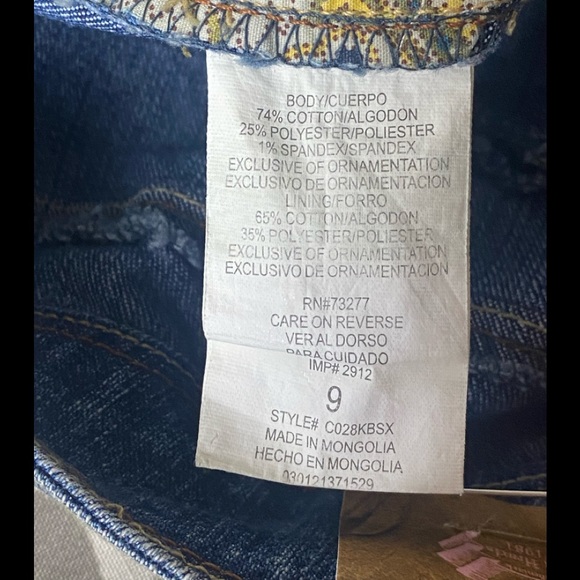 BODY/CUERPO
74% COTTON/ALGODON
25% POLYESTER/POLIESTER
1% SPANDEX/SPANDEX
EXCLUSIVE OF ORNAMENTATION
EXCLUSIVO DE ORNAMENTACION
LINING/FORRO
65% COTTON/ALGODON
35% POLYESTER/POLIESTER
EXCLUSIVE OF ORNAMENTATION
EXCLUSIVO DE ORNAMENTACION
RN#73277
CARE ON REVERSE
VER AL DORSO
PARA CUIDADO
IMP# 2912
9
STYLE# C028KBSX
MADE IN MONGOLIA
HECHO EN MONGOLIA
030121371529
1981